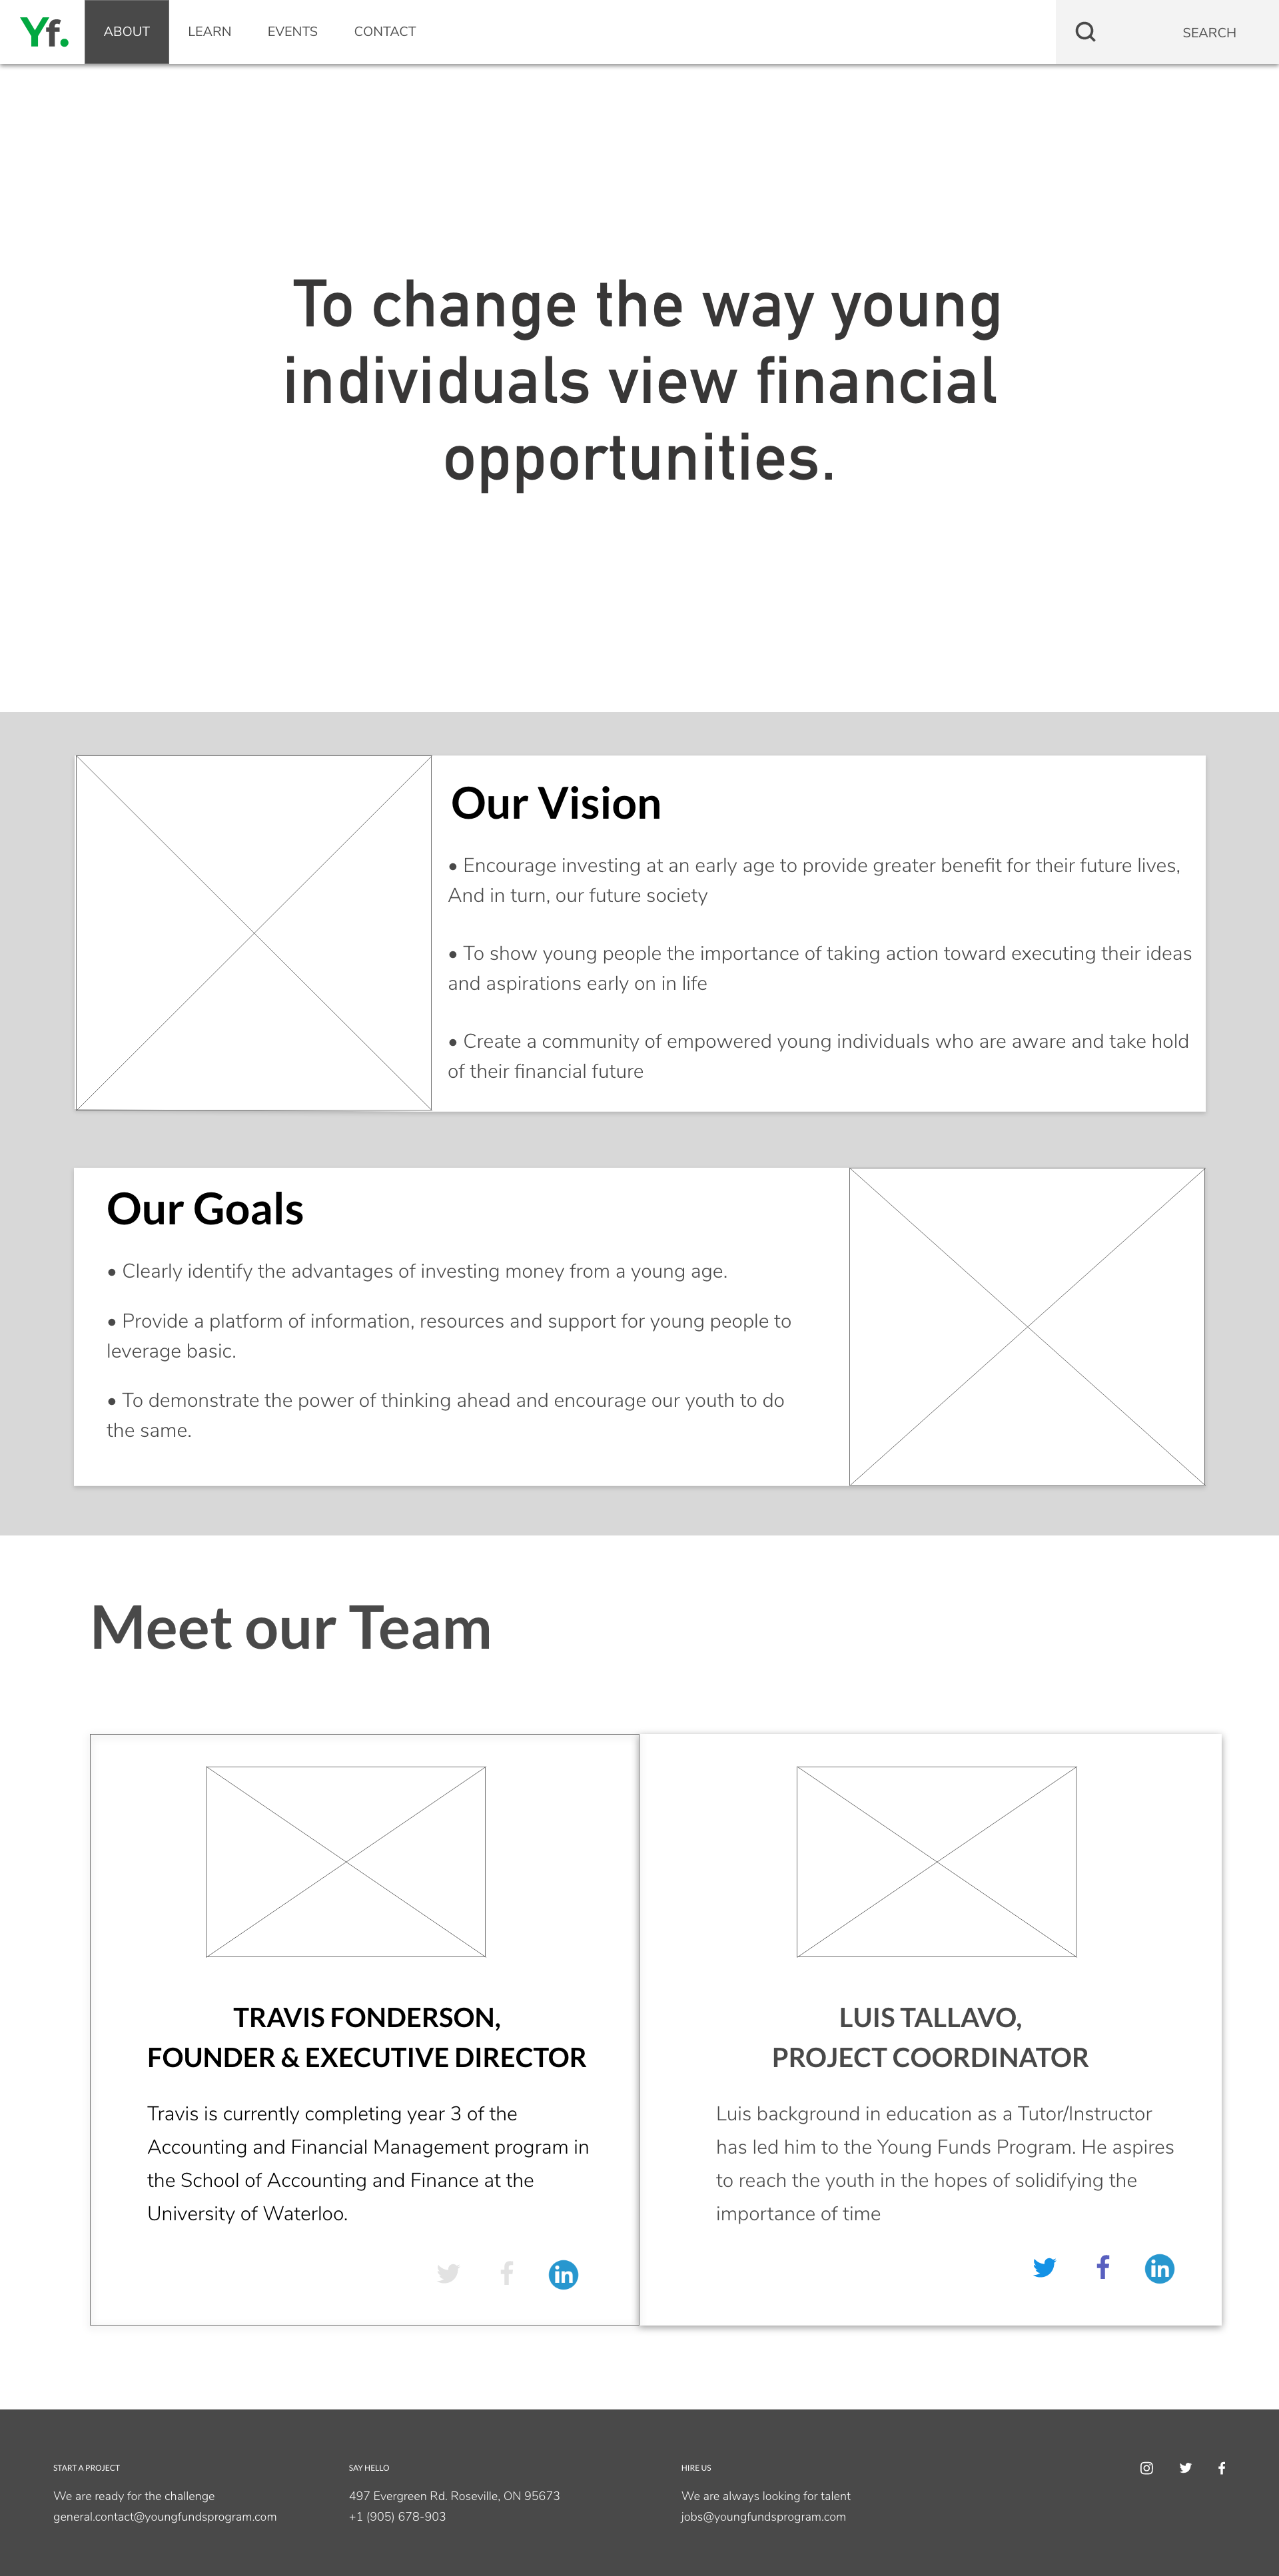 Yf.
ABOUT
LEARN
EVENTS
CONTACT
SEARCH
To change the way young
individuals view financial
opportunities.
Our Vision
• Encourage investing at an early age to provide greater benefit for their future lives,
And in turn, our future society
• To show young people the importance of taking action toward executing their ideas
and aspirations early on in life
• Create a community of empowered young individuals who are aware and take hold
of their financial future
Our Goals
• Clearly identify the advantages of investing money from a young age.
• Provide a platform of information, resources and support for young people to
leverage basic.
• To demonstrate the power of thinking ahead and encourage our youth to do
the same.
Meet our Team
TRAVIS FONDERSON,
FOUNDER & EXECUTIVE DIRECTOR
Travis is currently completing year 3 of the
Accounting and Financial Management program in
the School of Accounting and Finance at the
University of Waterloo.
in
LUIS TALLAVO,
PROJECT COORDINATOR
Luis background in education as a Tutor/Instructor
has led him to the Young Funds Program. He aspires
to reach the youth in the hopes of solidifying the
importance of time
in
START A PROJECT
We are ready for the challenge
general.contact@youngfundsprogram.com
SAY HELLO
497 Evergreen Rd. Roseville, ON 95673
+1 (905) 678-903
HIRE US
We are always looking for talent
jobs@youngfundsprogram.com